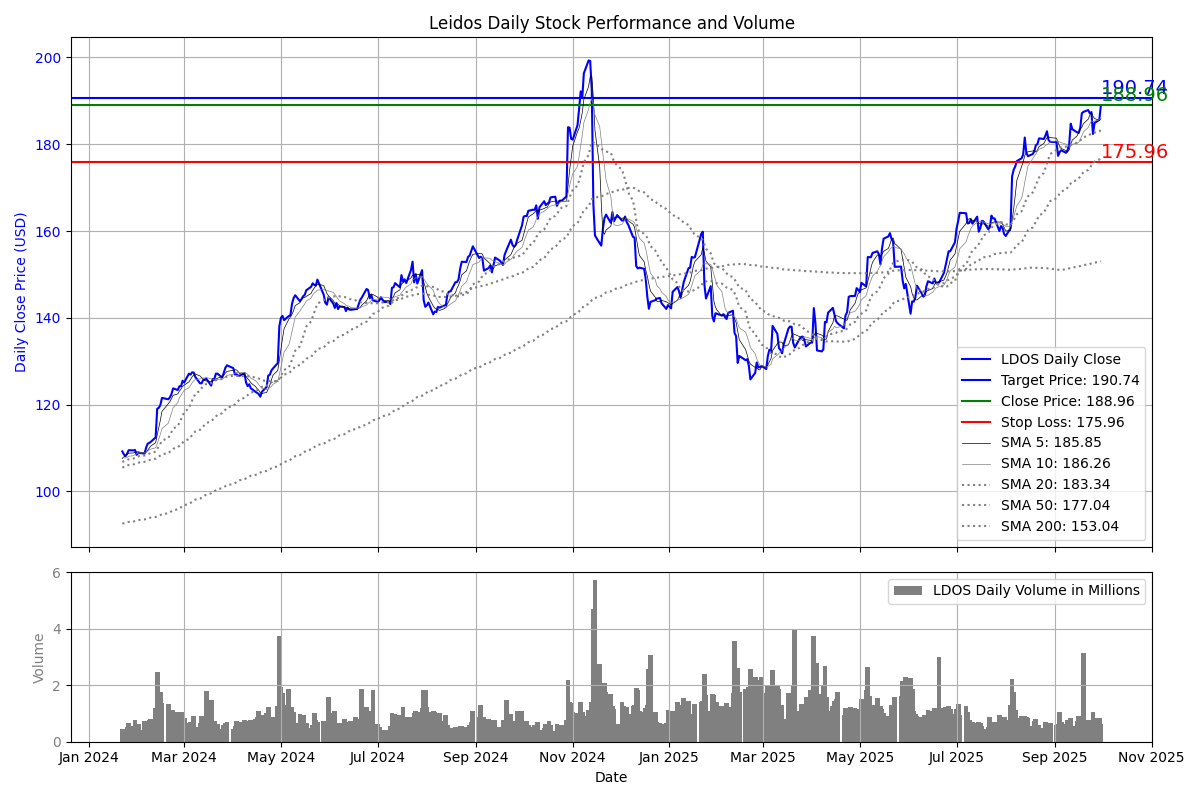 Leidos Daily Stock Performance and Volume
200
180
160
140
120
100
Daily Close Price (USD)
190.74
188.96
175.96
LDOS Daily Close
Target Price: 190.74
Close Price: 188.96
Stop Loss: 175.96
SMA 5: 185.85
SMA 10: 186.26
SMA 20: 183.34
SMA 50: 177.04
SMA 200: 153.04
6
4
2
0
Volume
LDOS Daily Volume in Millions
Jan 2024 Mar 2024 May 2024 Jul 2024 Sep 2024 Nov 2024 Jan 2025 Mar 2025 May 2025 Jul 2025 Sep 2025 Nov 2025
Date